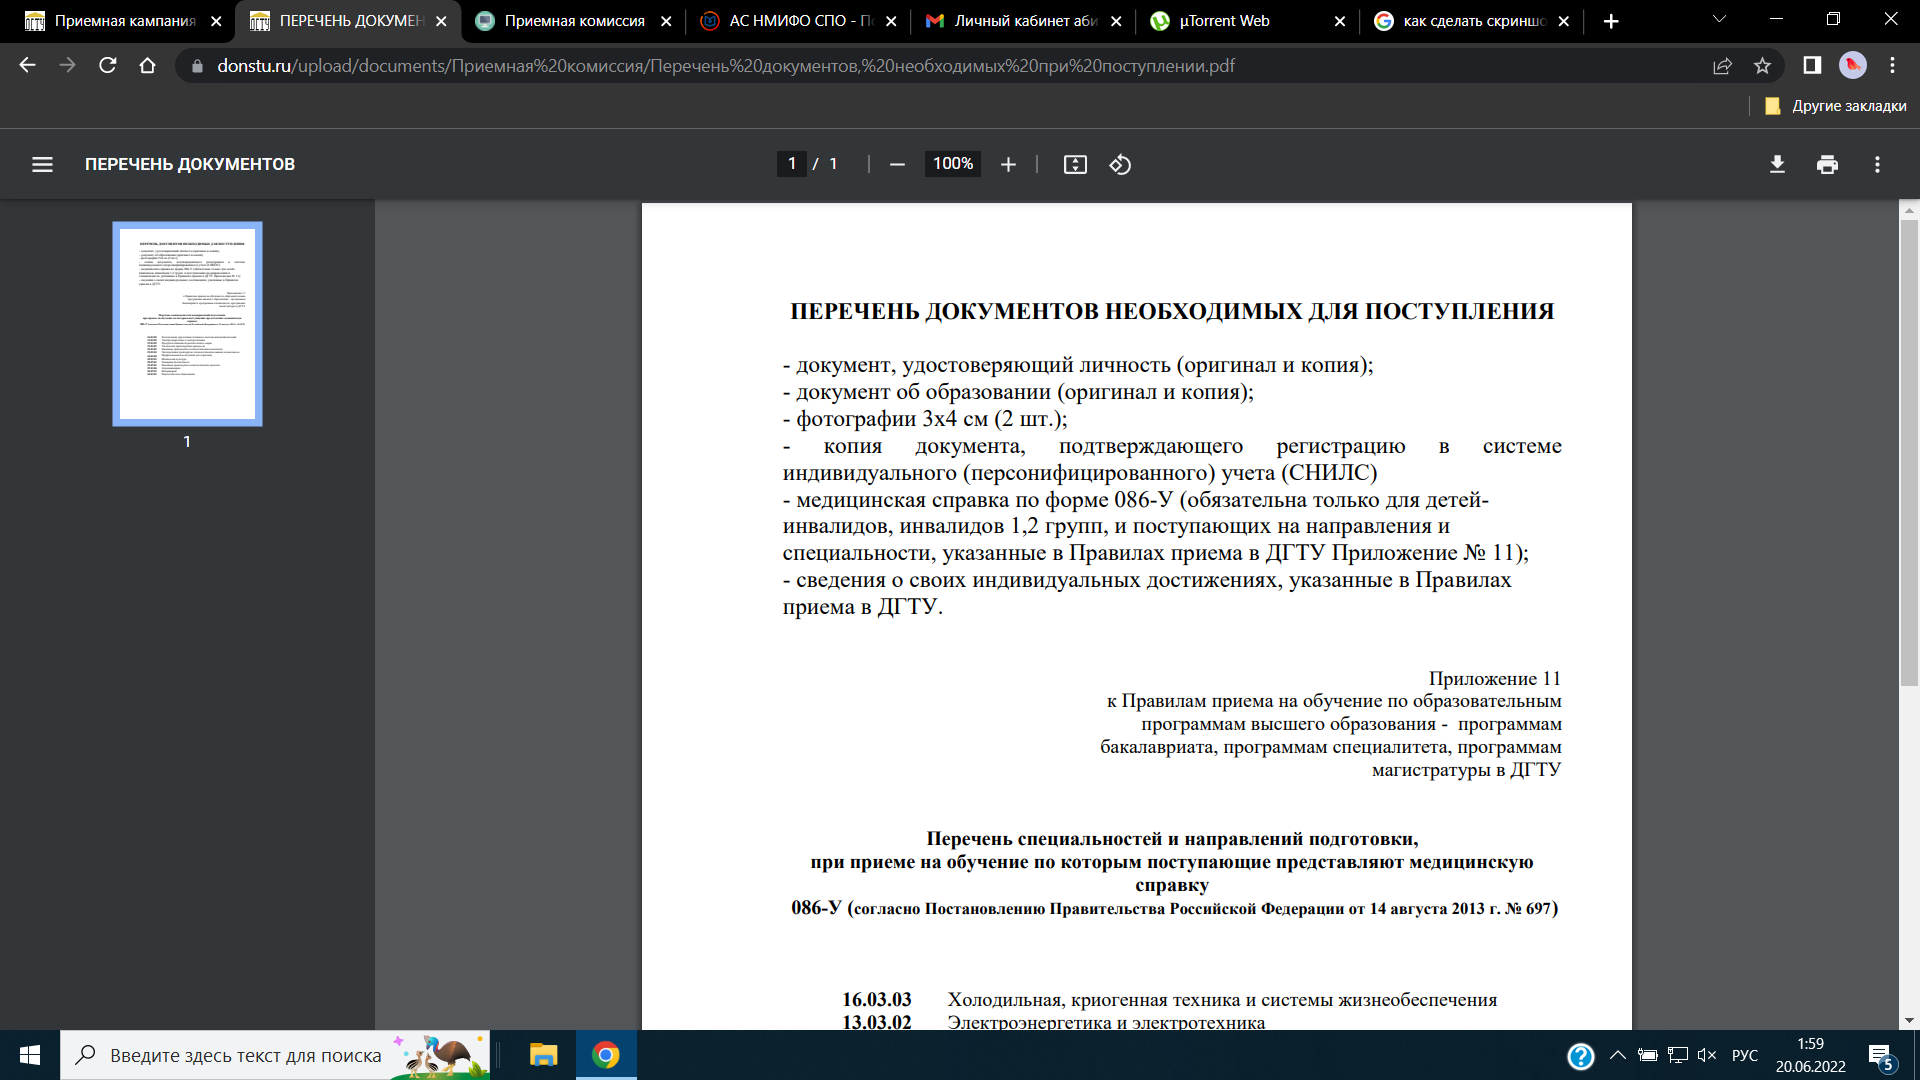 Приемная кампания
ПЕРЕЧЕНЬ ДОКУМЕН
Приемная комиссия
АС НМИФО СПО - П
Личный кабинет аби
µTorrent Web
как сделать скриншо
donstu.ru/upload/documents/Приемная%20комиссия/Перечень%20документов,%20необходимых%20при%20поступлении.pdf
Другие закладки
ПЕРЕЧЕНЬ ДОКУМЕНТОВ
1 / 1
100%
1
ПЕРЕЧЕНЬ ДОКУМЕНТОВ НЕОБХОДИМЫХ ДЛЯ ПОСТУПЛЕНИЯ
- документ, удостоверяющий личность (оригинал и копия);
- документ об образовании (оригинал и копия);
- фотографии 3х4 см (2 шт.);
- копия документа, подтверждающего регистрацию в системе
индивидуального (персонифицированного) учета (СНИЛС)
- медицинская справка по форме 086-У (обязательна только для детей-
инвалидов, инвалидов 1,2 групп, и поступающих на направления и
специальности, указанные в Правилах приема в ДГТУ Приложение № 11);
- сведения о своих индивидуальных достижениях, указанные в Правилах
приема в ДГТУ.
Приложение 11
к Правилам приема на обучение по образовательным
программам высшего образования - программам
бакалавриата, программам специалитета, программам
магистратуры в ДГТУ
Перечень специальностей и направлений подготовки,
при приеме на обучение по которым поступающие представляют медицинскую
справку
086-У (согласно Постановлению Правительства Российской Федерации от 14 августа 2013 г. № 697)
16.03.03 Холодильная, криогенная техника и системы жизнеобеспечения
13.03.02 Электроэнергетика и электротехника
Введите здесь текст для поиска
РУС
1:59
20.06.2022
5